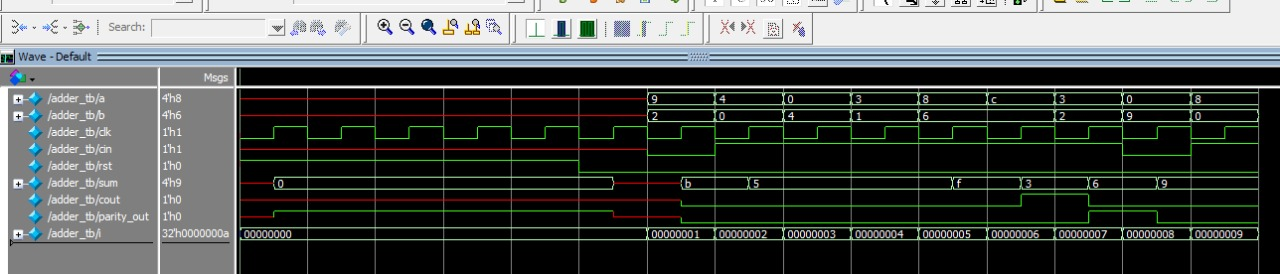 Search:
Wave - Default
Msgs
/adder_tb/a 4'h8 9 4 0 3 8 c 3 0 8
/adder_tb/b 4'h6 2 0 4 1 6 2 9 0
/adder_tb/clk 1'h1
/adder_tb/cin 1'h1
/adder_tb/rst 1'h0
/adder_tb/sum 4'h9 0 b 5 f 3 6 9
/adder_tb/cout 1'h0
/adder_tb/parity_out 1'h0
/adder_tb/i 32'h0000000a 00000000 00000001 00000002 00000003 00000004 00000005 00000006 00000007 00000008 00000009